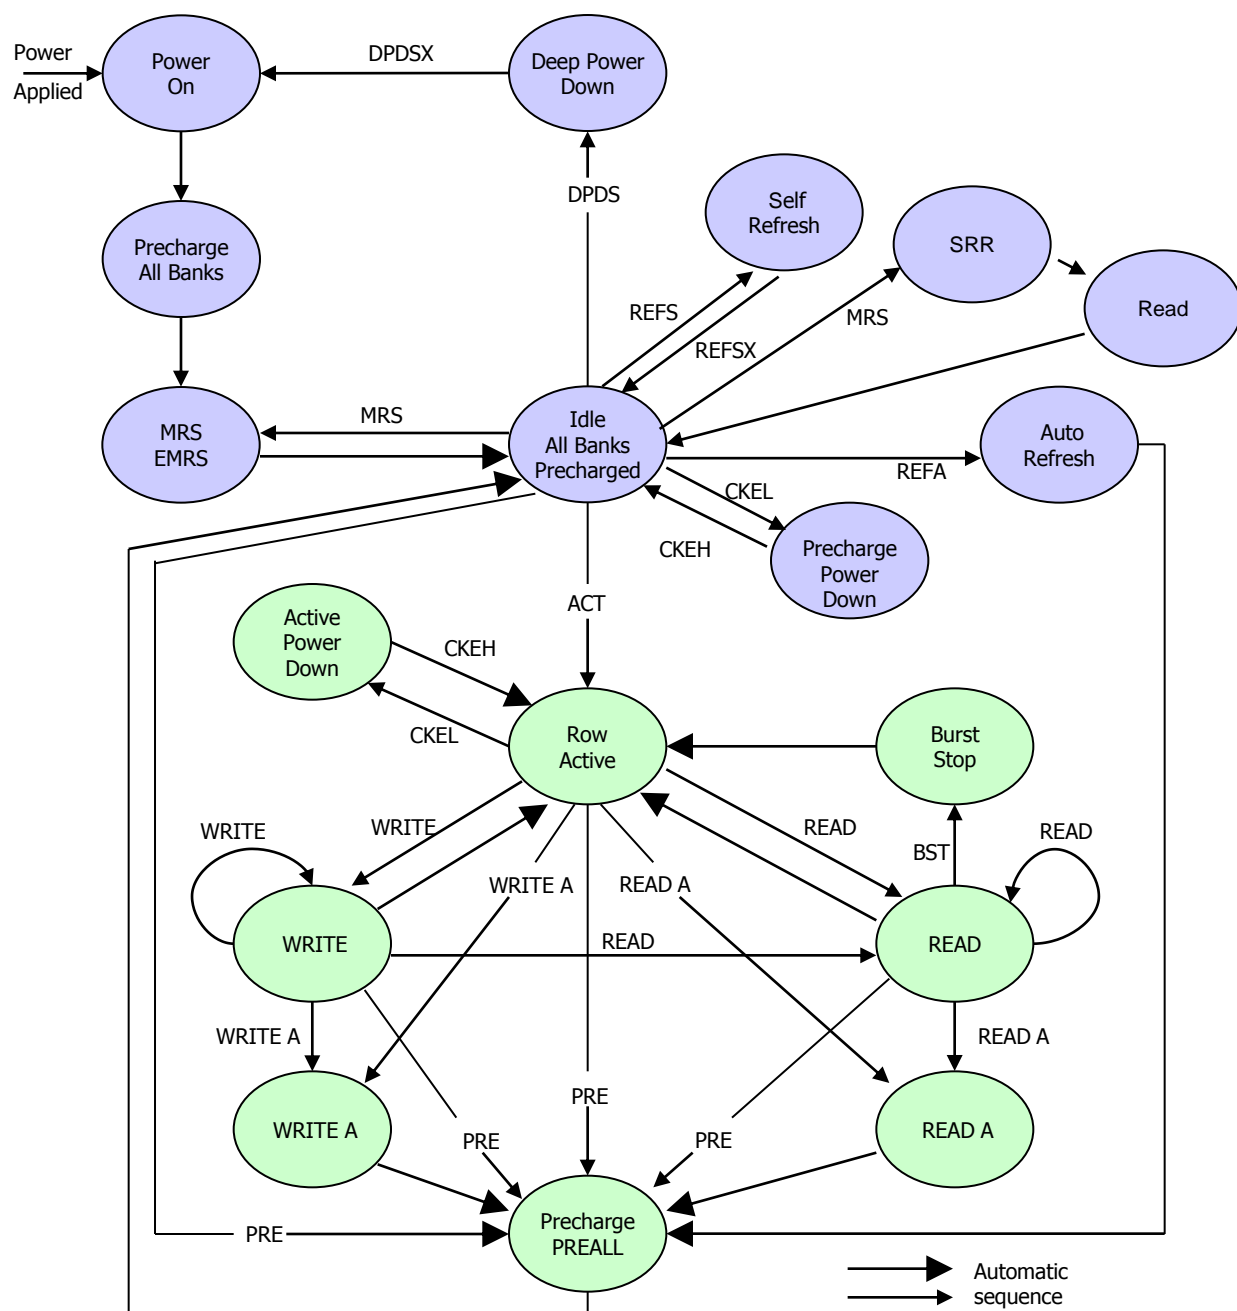 Power
Applied
Power
On
DPDSX
Deep Power
Down
DPDS
Self
Refresh
SRR
Read
Precharge
All Banks
REFS
REFSX
MRS
MRS
EMRS
MRS
Idle
All Banks
Precharged
Auto
Refresh
REFA
CKEL
CKEH
Precharge
Power
Down
ACT
Active
Power
Down
CKEH
CKEL
Row
Active
Burst
Stop
WRITE
WRITE
READ
READ
BST
WRITE A
READ A
WRITE
READ
READ
WRITE A
READ A
WRITE A
READ A
PRE
PRE
PRE
PRE
Precharge
PREALL
Automatic
sequence